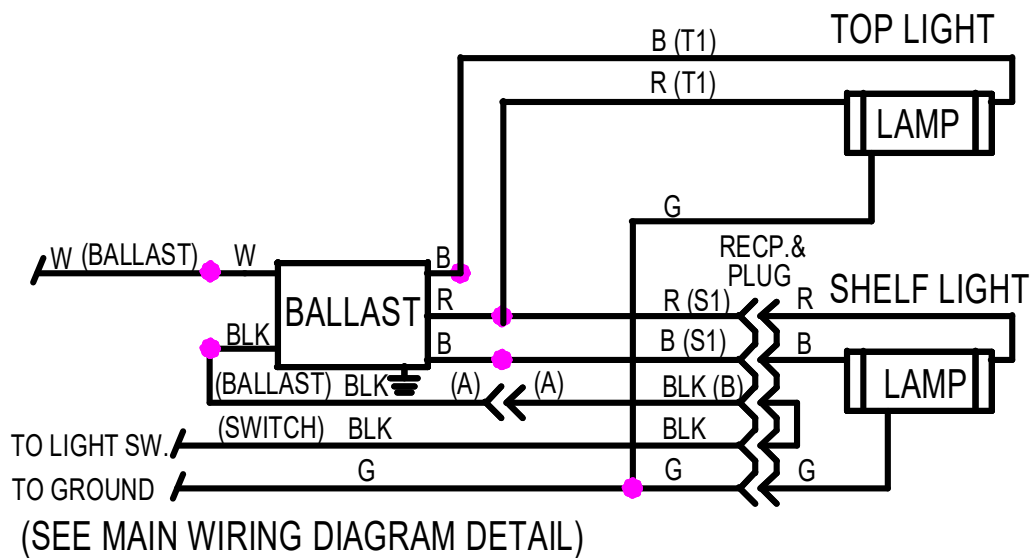 TOP LIGHT
B (T1)
R (T1)
LAMP
G
RECP.&
PLUG
W (BALLAST) W
B
BALLAST
R
R (S1)
R
SHELF LIGHT
BLK
B
B (S1)
B
LAMP
(BALLAST) BLK
(A)
(A)
BLK (B)
TO LIGHT SW.
(SWITCH) BLK
BLK
TO GROUND
G
G
G
(SEE MAIN WIRING DIAGRAM DETAIL)